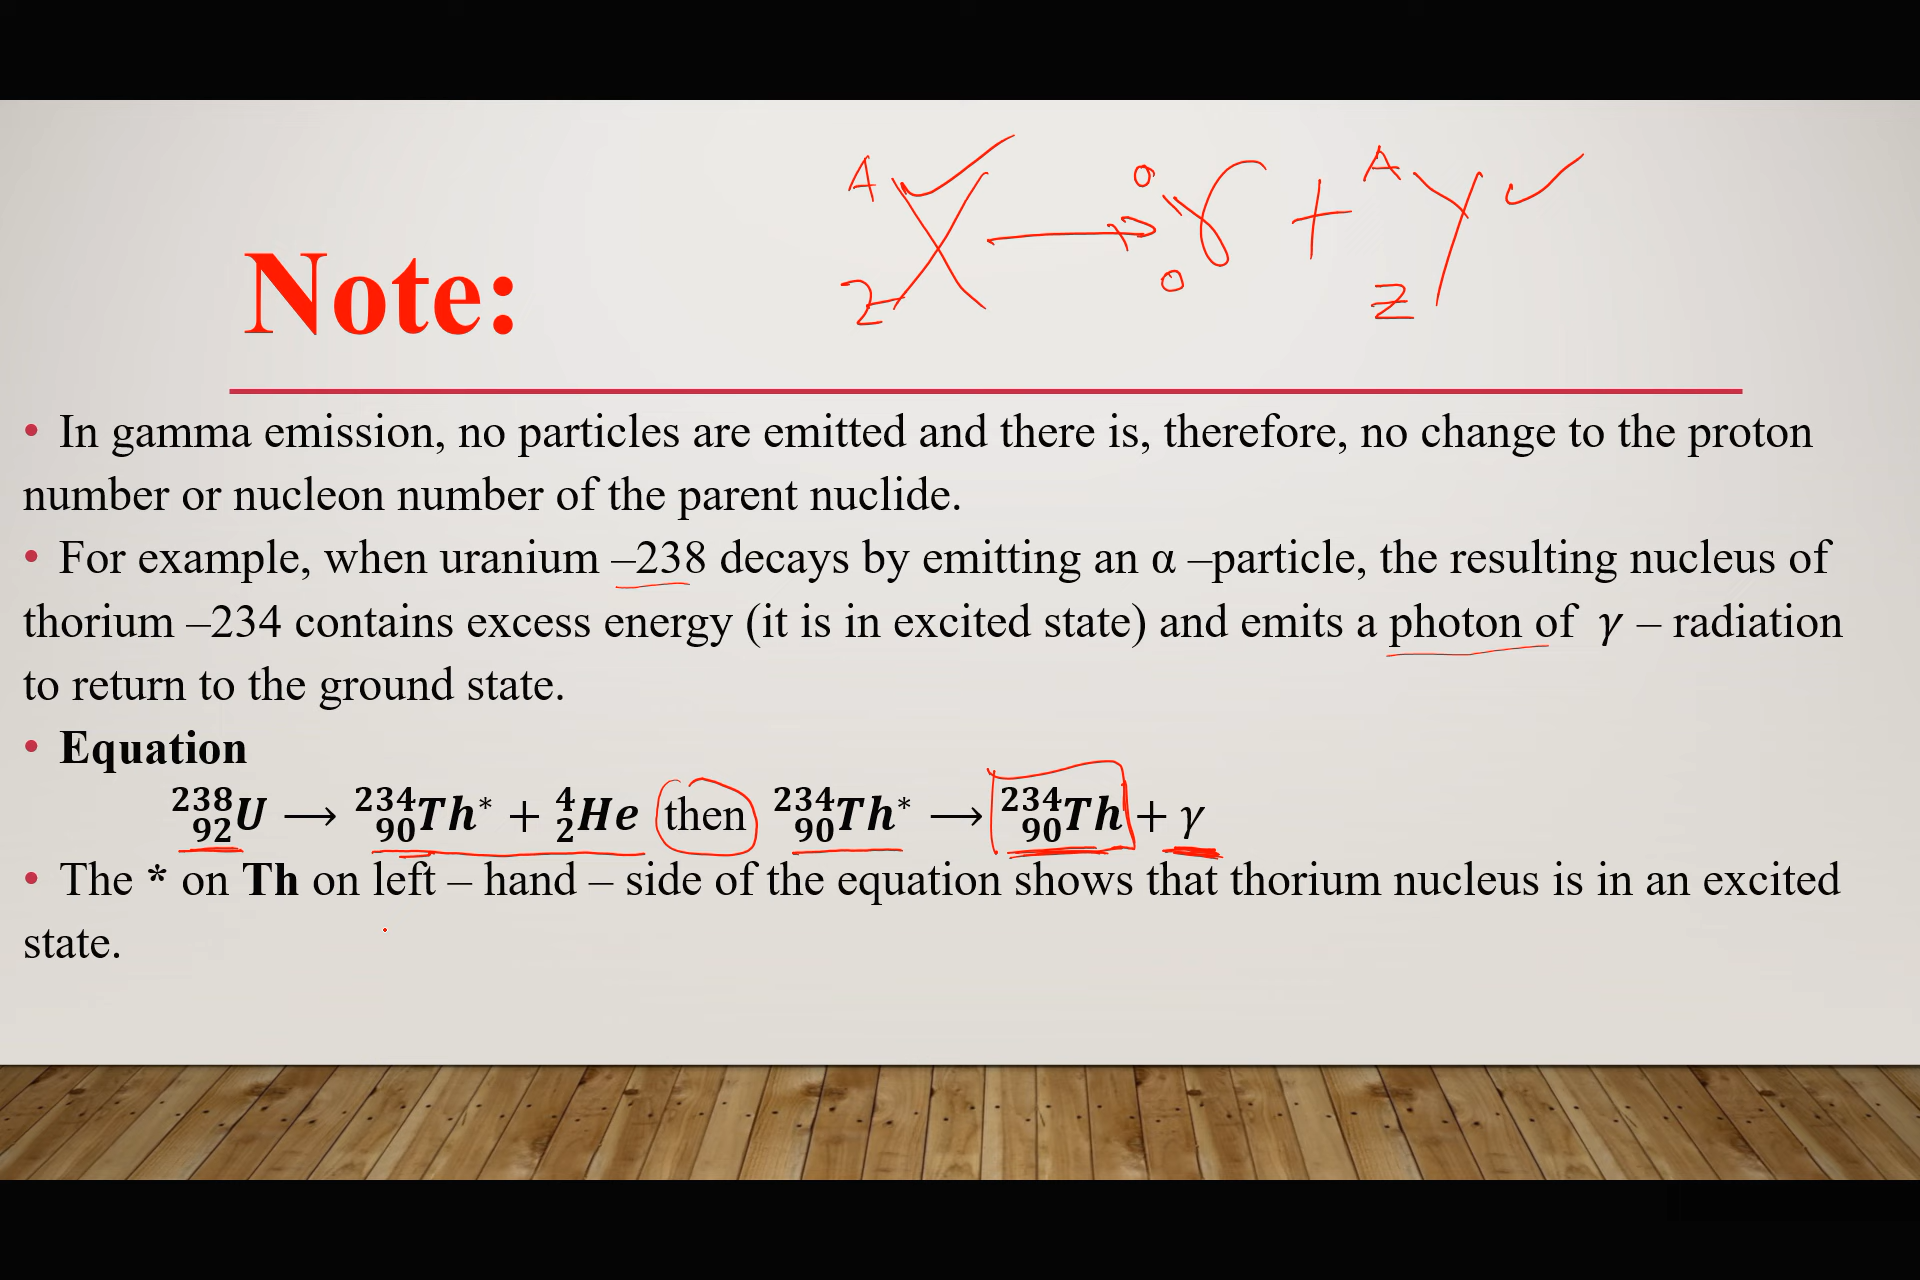 A X → 0 γ + A Y
Z 0 Z
Note:
• In gamma emission, no particles are emitted and there is, therefore, no change to the proton
number or nucleon number of the parent nuclide.
• For example, when uranium –238 decays by emitting an α –particle, the resulting nucleus of
thorium –234 contains excess energy (it is in excited state) and emits a photon of γ – radiation
to return to the ground state.
• Equation
²³⁸₉₂U ⟶ ²³⁴₉₀Th* + ⁴₂He then ²³⁴₉₀Th* ⟶ ²³⁴₉₀Th + γ
• The * on Th on left – hand – side of the equation shows that thorium nucleus is in an excited
state.